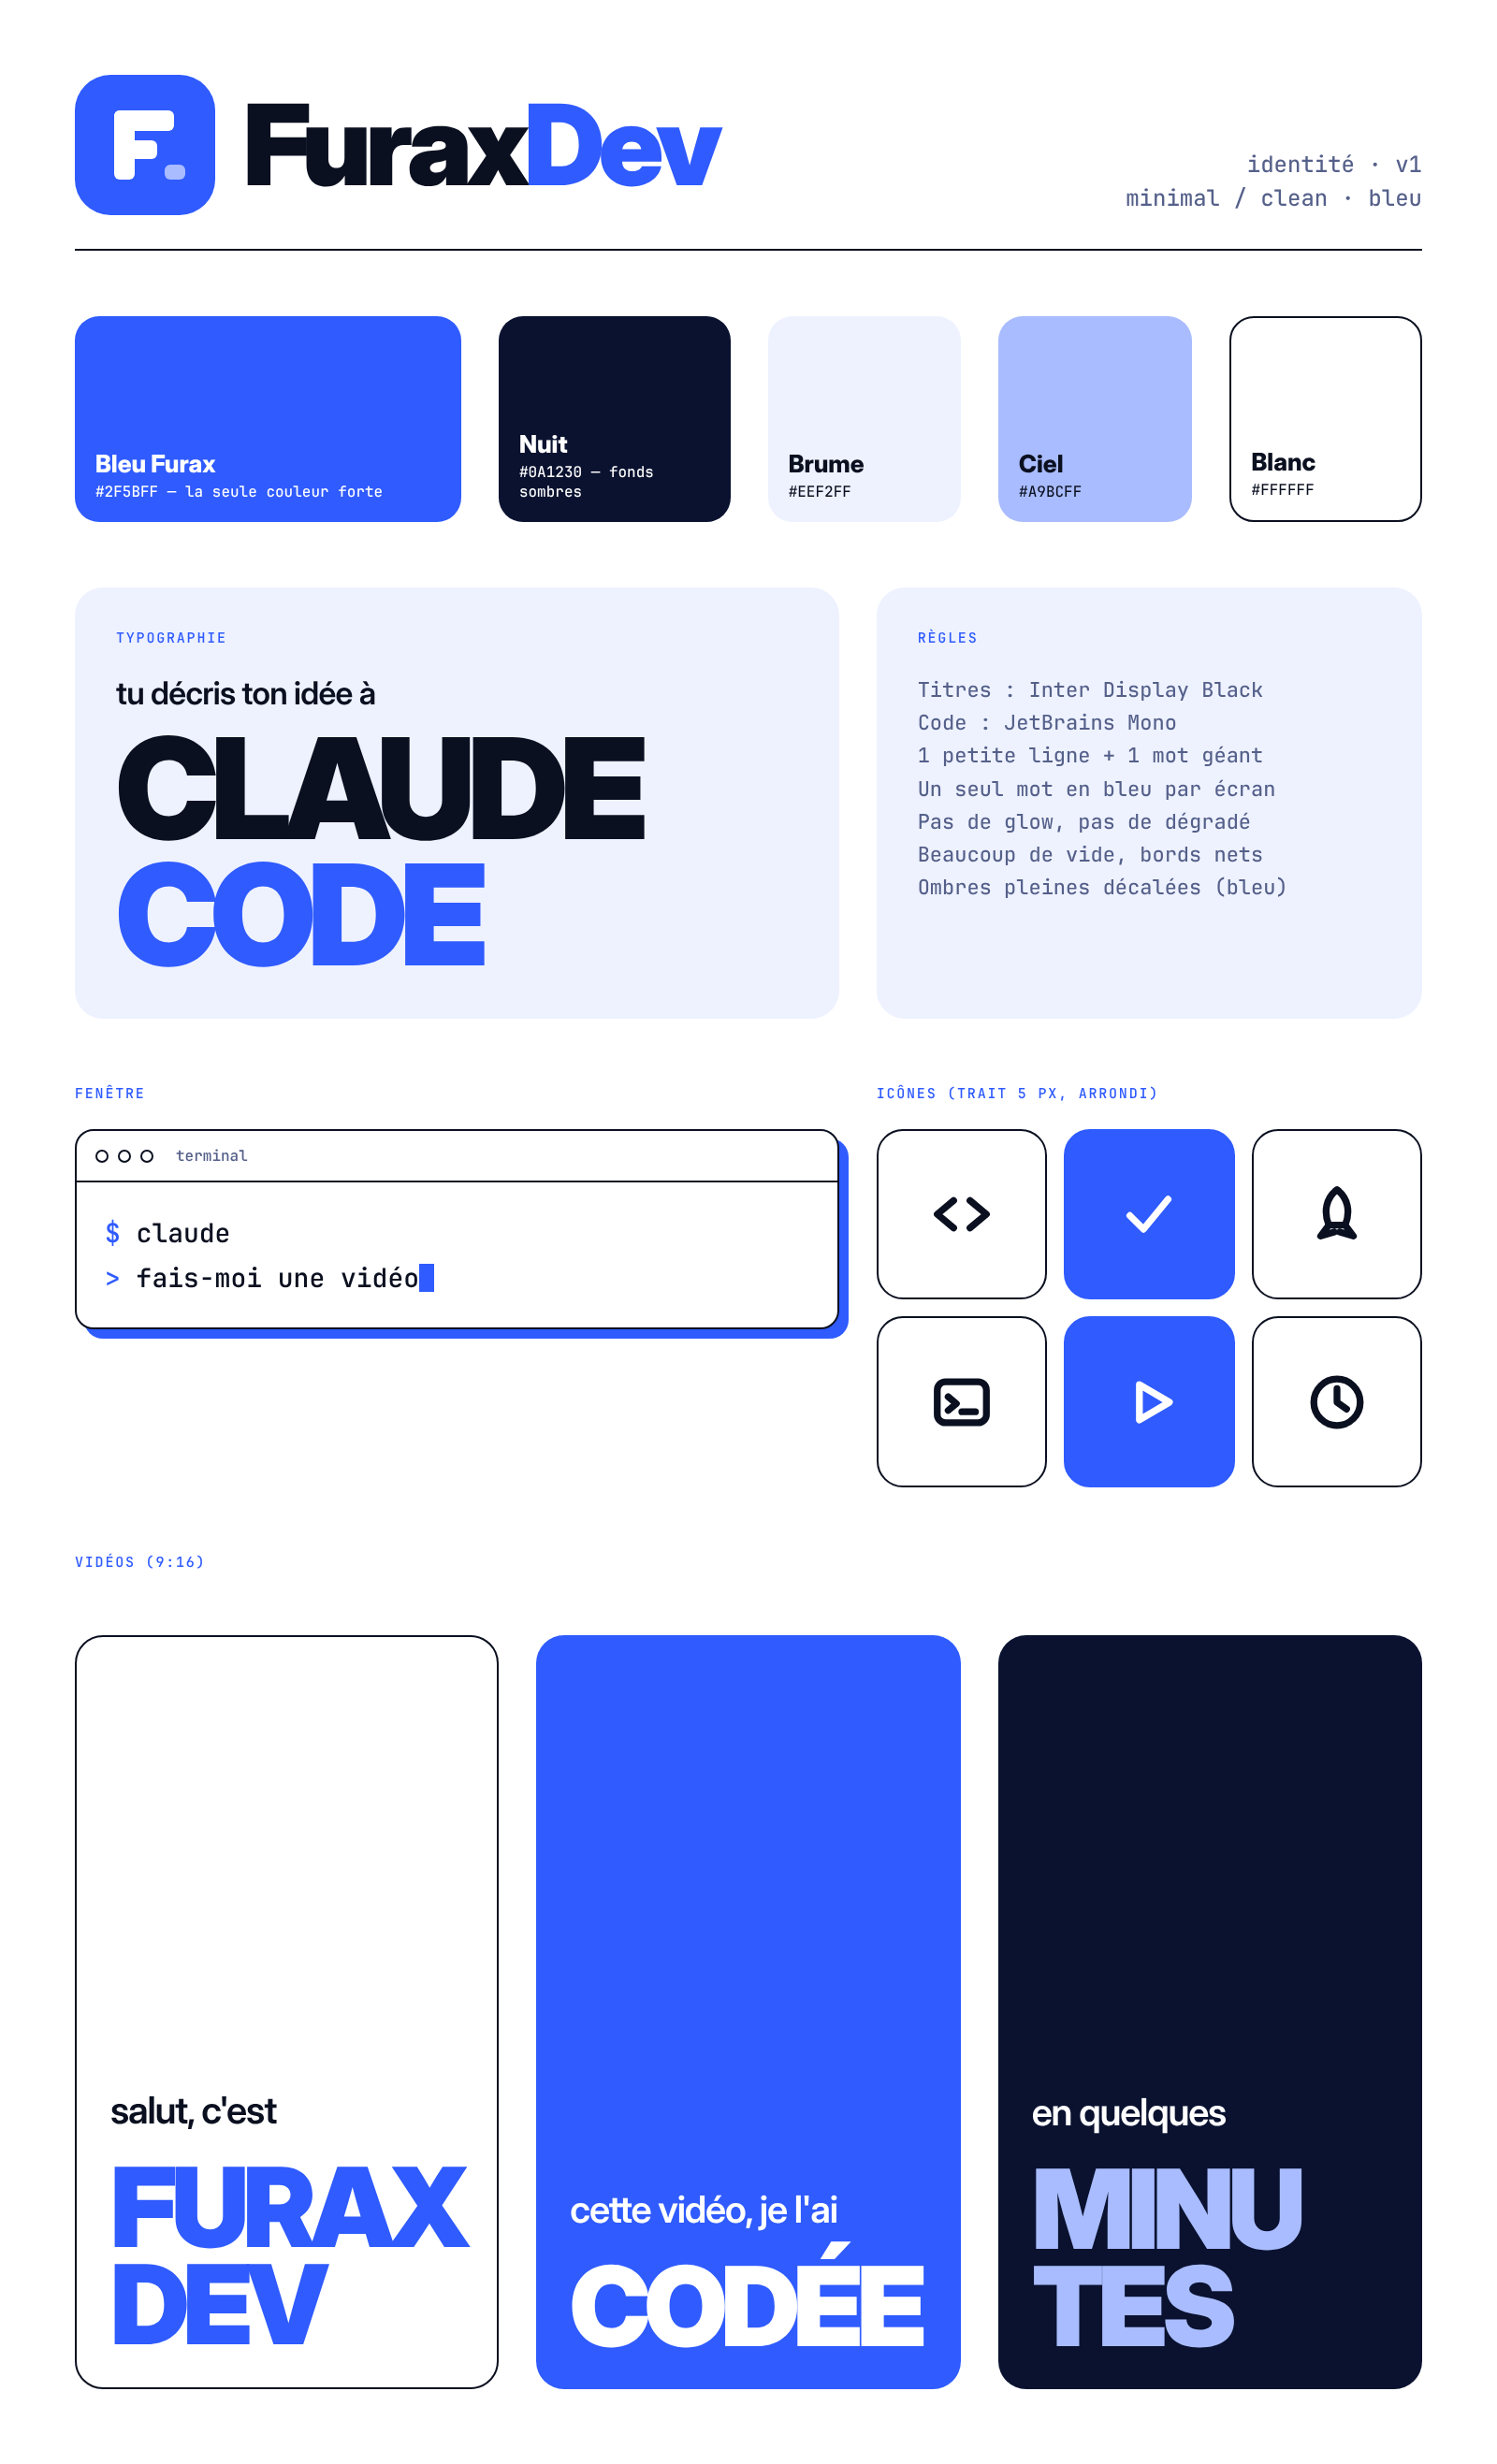 F.
FuraxDev
identité · v1
minimal / clean · bleu
Bleu Furax
#2F5BFF — la seule couleur forte
Nuit
#0A1230 — fonds
sombres
Brume
#EEF2FF
Ciel
#A9BCFF
Blanc
#FFFFFF
TYPOGRAPHIE
tu décris ton idée à
CLAUDE
CODE
RÈGLES
Titres : Inter Display Black
Code : JetBrains Mono
1 petite ligne + 1 mot géant
Un seul mot en bleu par écran
Pas de glow, pas de dégradé
Beaucoup de vide, bords nets
Ombres pleines décalées (bleu)
FENÊTRE
terminal
$ claude
> fais-moi une vidéo
ICÔNES (TRAIT 5 PX, ARRONDI)
VIDÉOS (9:16)
salut, c'est
FURAX
DEV
cette vidéo, je l'ai
CODÉE
en quelques
MINU
TES